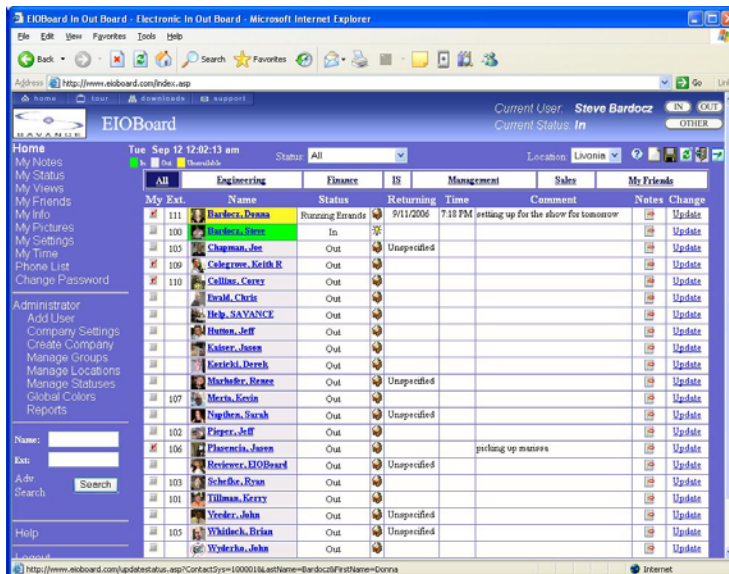 EIOBoard In Out Board - Electronic In Out Board - Microsoft Internet Explorer
File Edit View Favorites Tools Help
Back Search Favorites
Address http://www.eioboard.com/index.asp Go
home tour downloads support
Current User: Steve Bardocz IN OUT
SAVANCE EIOBoard Current Status: In OTHER
Home
My Notes
My Status
My Views
My Friends
My Info
My Pictures
My Settings
My Time
Phone List
Change Password
Administrator
Add User
Company Settings
Create Company
Manage Groups
Manage Locations
Manage Statuses
Global Colors
Reports
Name:
Ext:
Adv Search Search
Help
Logout
Tue Sep 12 12:02:13 am Status: All Location: Livonia
In Out Unavailable
All Engineering Finance IS Management Sales My Friends
My Ext. Name Status Returning Time Comment Notes Change
111 Bardocz, Donna Running Errands 9/11/2006 7:18 PM setting up for the show for tomorrow Update
100 Bardocz, Steve In Update
103 Chapman, Joe Out Unspecified Update
109 Colegrove, Keith R Out Update
110 Collins, Corey Out Update
Ewald, Chris Out Update
Help, SAVANCE Out Update
Hutton, Jeff Out Update
Kaiser, Jason Out Update
Kozicki, Derek Out Update
Marhofer, Renee Out Unspecified Update
107 Merta, Kevin Out Update
Napthen, Sarah Out Unspecified Update
102 Pieper, Jeff Out Update
106 Plasencia, Jason Out picking up marissa Update
Reviewer, EIOBoard Out Unspecified Update
103 Schefke, Ryan Out Update
101 Tillman, Kerry Out Update
Veeder, John Out Unspecified Update
105 Whitlock, Brian Out Unspecified Update
Wyderko, John Out Update
http://www.eioboard.com/updatestatus.asp?ContactSys=1000016&LastName=Bardocz&FirstName=Donna Internet